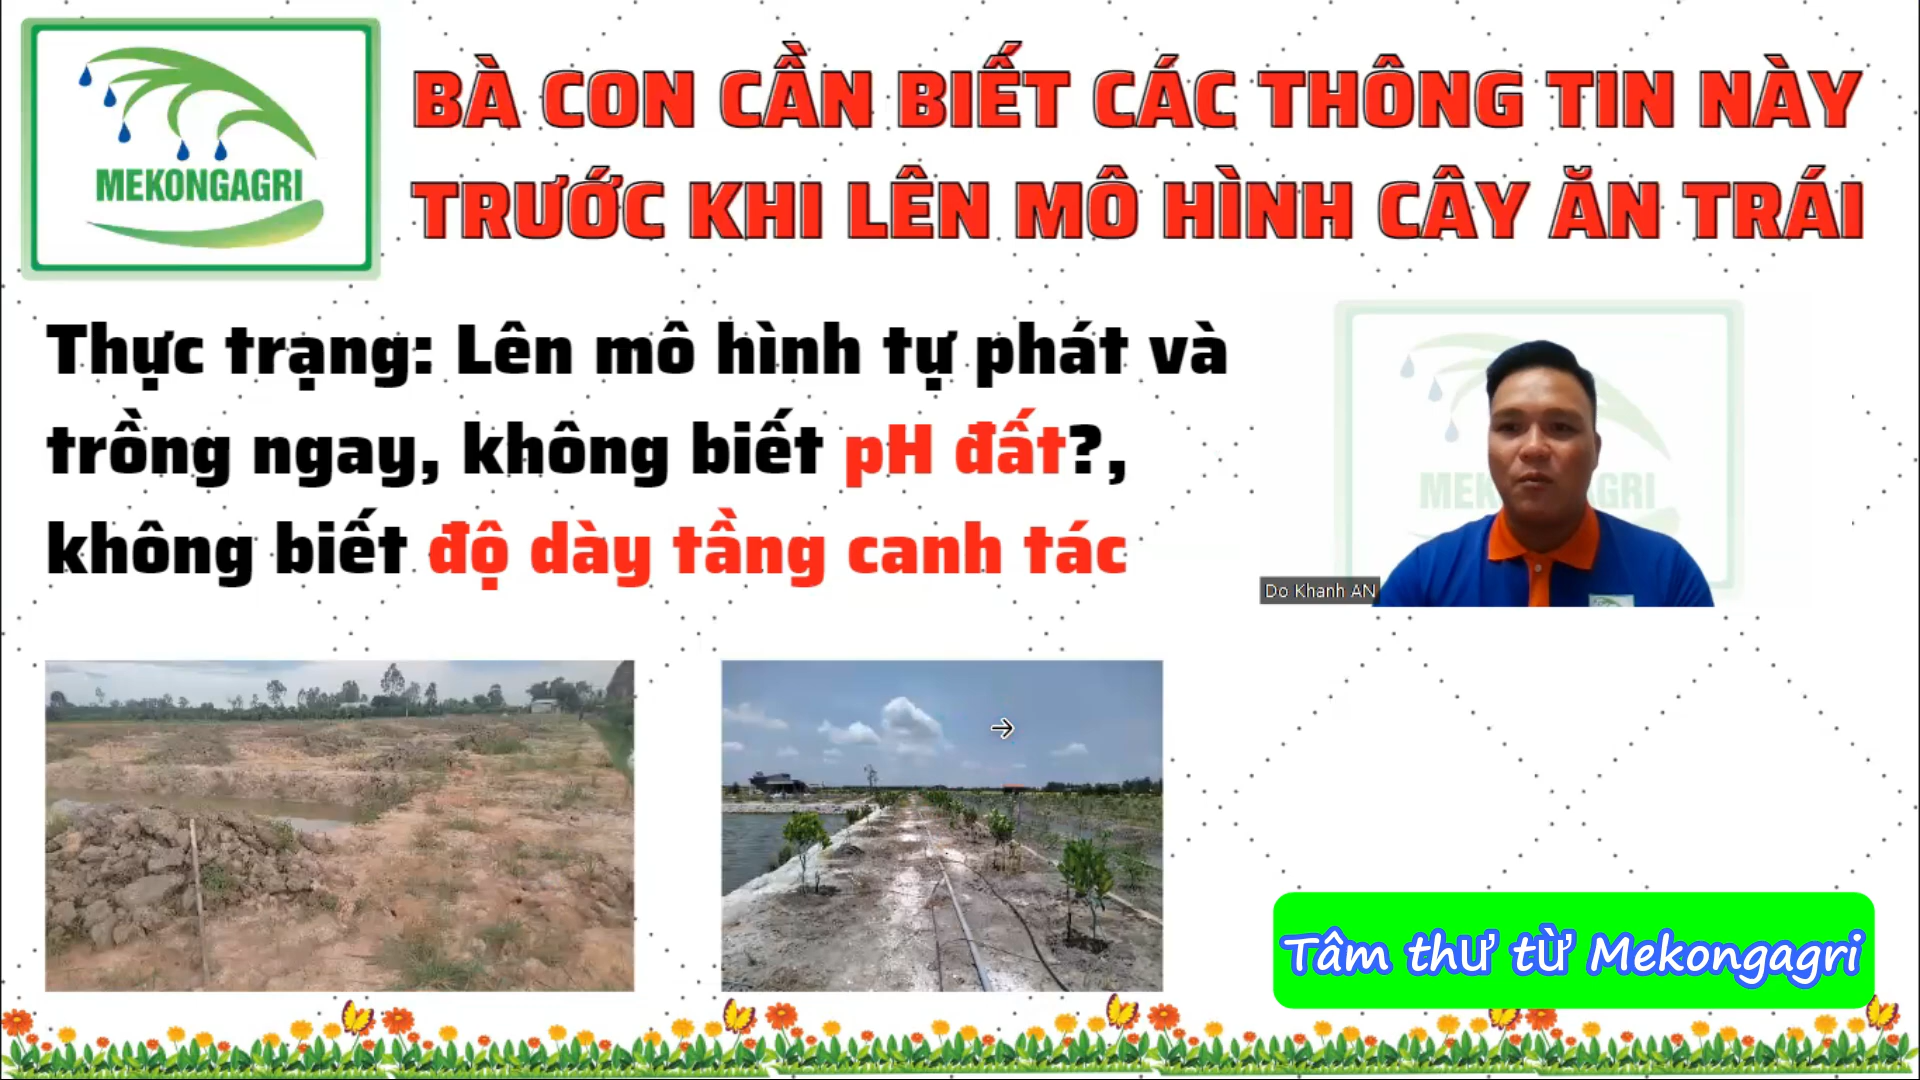 MEKONGAGRI
BÀ CON CẦN BIẾT CÁC THÔNG TIN NÀY
TRƯỚC KHI LÊN MÔ HÌNH CÂY ĂN TRÁI
Thực trạng: Lên mô hình tự phát và
trồng ngay, không biết pH đất?,
không biết độ dày tầng canh tác
MEK GRI
Do Khanh AN
Tâm thư từ Mekongagri